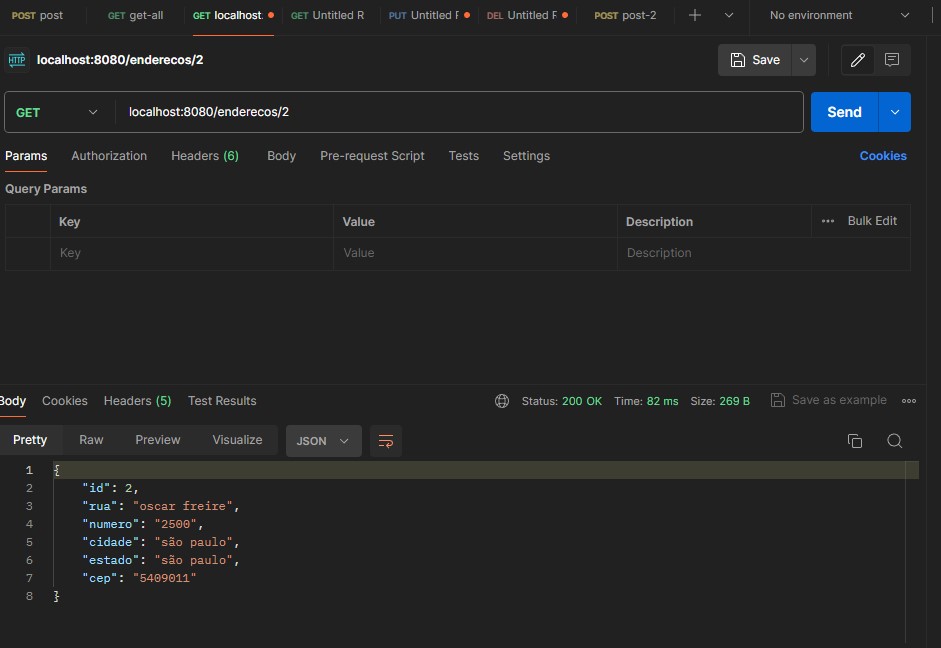 POST post GET get-all GET localhost. GET Untitled R PUT Untitled F DEL Untitled F POST post-2 No environment
HTTP localhost:8080/enderecos/2 Save
GET localhost:8080/enderecos/2 Send
Params Authorization Headers (6) Body Pre-request Script Tests Settings Cookies
Query Params
Key Value Description Bulk Edit
Key Value Description
Body Cookies Headers (5) Test Results Status: 200 OK Time: 82 ms Size: 269 B Save as example
Pretty Raw Preview Visualize JSON
1 {
2 "id": 2,
3 "rua": "oscar freire",
4 "numero": "2500",
5 "cidade": "são paulo",
6 "estado": "são paulo",
7 "cep": "5409011"
8 }